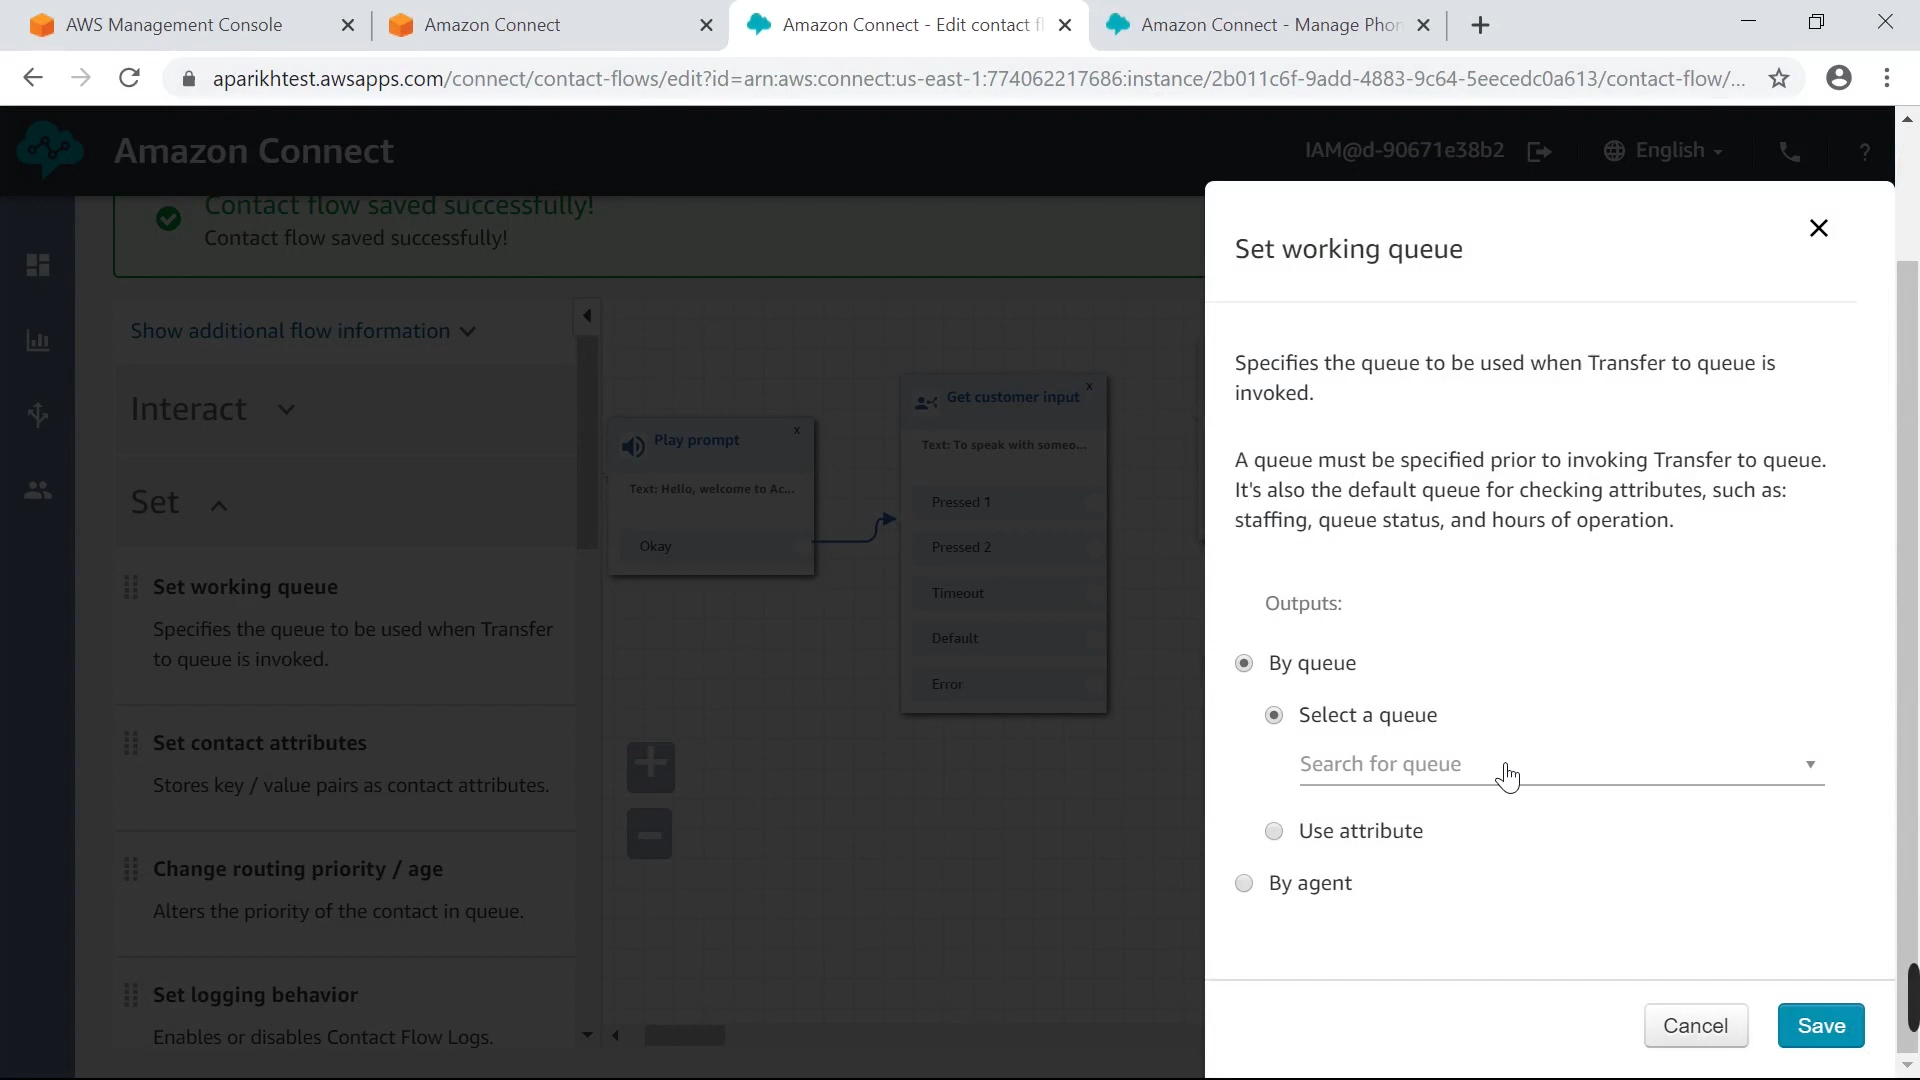 AWS Management Console
Amazon Connect
Amazon Connect - Edit contact fl
Amazon Connect - Manage Phon
aparikhtest.awsapps.com/connect/contact-flows/edit?id=arn:aws:connect:us-east-1:774062217686:instance/2b011c6f-9add-4883-9c64-5eecedc0a613/contact-flow/...
Amazon Connect
IAM@d-90671e38b2
English
?
Contact flow saved successfully!
Contact flow saved successfully!
Show additional flow information
Interact
Set
Set working queue
Specifies the queue to be used when Transfer
to queue is invoked.
Set contact attributes
Stores key / value pairs as contact attributes.
Change routing priority / age
Alters the priority of the contact in queue.
Set logging behavior
Enables or disables Contact Flow Logs.
Play prompt
x
Text: Hello, welcome to Ac...
Okay
Get customer input
x
Text: To speak with someo...
Pressed 1
Pressed 2
Timeout
Default
Error
Set working queue
Specifies the queue to be used when Transfer to queue is
invoked.
A queue must be specified prior to invoking Transfer to queue.
It's also the default queue for checking attributes, such as:
staffing, queue status, and hours of operation.
Outputs:
By queue
Select a queue
Search for queue
Use attribute
By agent
Cancel
Save